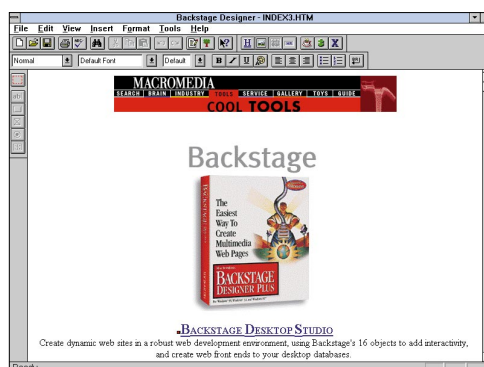 Backstage Designer - INDEX3.HTM
File Edit View Insert Format Tools Help
Normal Default Font Default B I U
MACROMEDIA
SEARCH BRAIN INDUSTRY TOOLS SERVICE GALLERY TOYS GUIDE
COOL TOOLS
Backstage
The
Easiest
Way To
Create
Multimedia
Web Pages
BACKSTAGE
DESIGNER PLUS
BACKSTAGE DESKTOP STUDIO
Create dynamic web sites in a robust web development environment, using Backstage's 16 objects to add interactivity,
and create web front ends to your desktop databases.